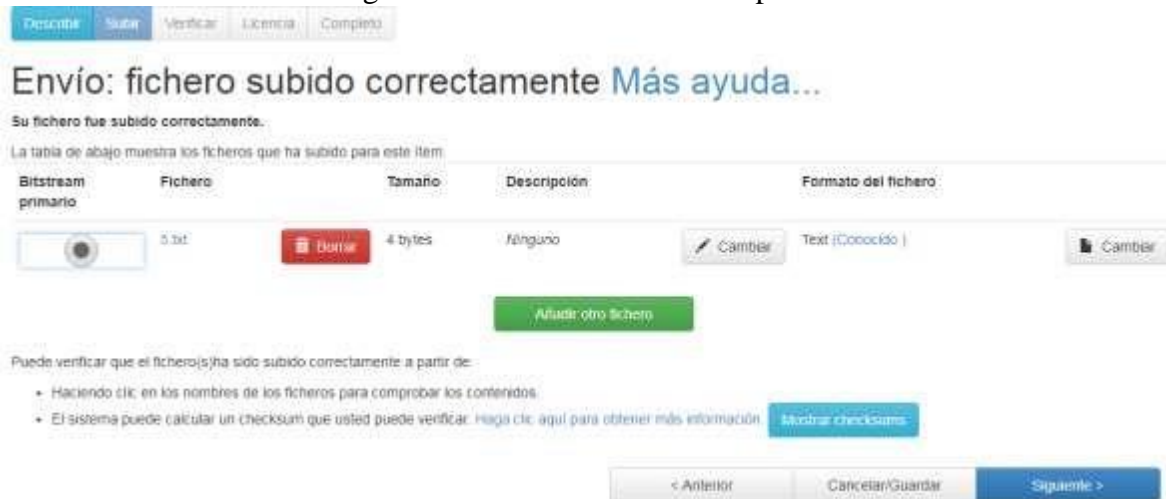 Describir Subir Verificar Licencia Completo
Envío: fichero subido correctamente Más ayuda...
Su fichero fue subido correctamente.
La tabla de abajo muestra los ficheros que ha subido para este ítem.
Bitstream primario Fichero Tamaño Descripción Formato del fichero
5.txt Borrar 4 bytes Ninguno Cambiar Text (Conocido ) Cambiar
Añadir otro fichero
Puede verificar que el fichero(s)ha sido subido correctamente a partir de:
Haciendo clic en los nombres de los ficheros para comprobar los contenidos.
El sistema puede calcular un checksum que usted puede verificar. Haga clic aquí para obtener más información. Mostrar checksums
< Anterior Cancelar/Guardar Siguiente >